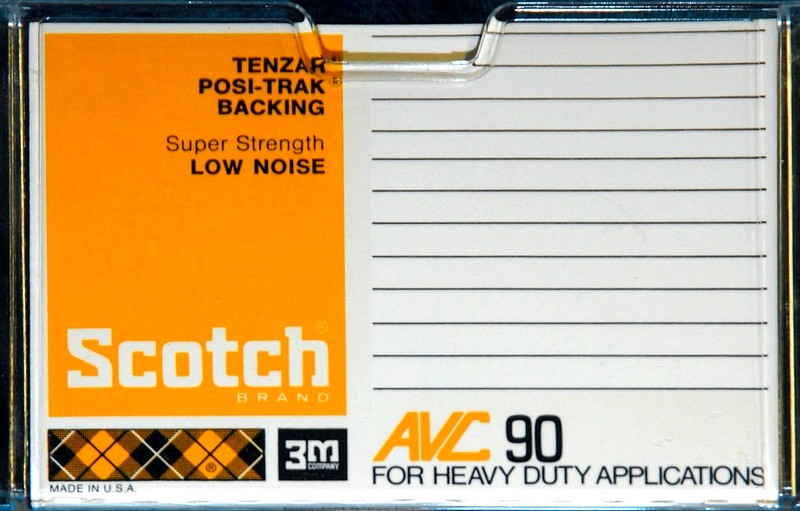 TENZAR®
POSI-TRAK®
BACKING
Super Strength
LOW NOISE
Scotch®
BRAND
®
3M
COMPANY
MADE IN U.S.A.
AVC 90
FOR HEAVY DUTY APPLICATIONS